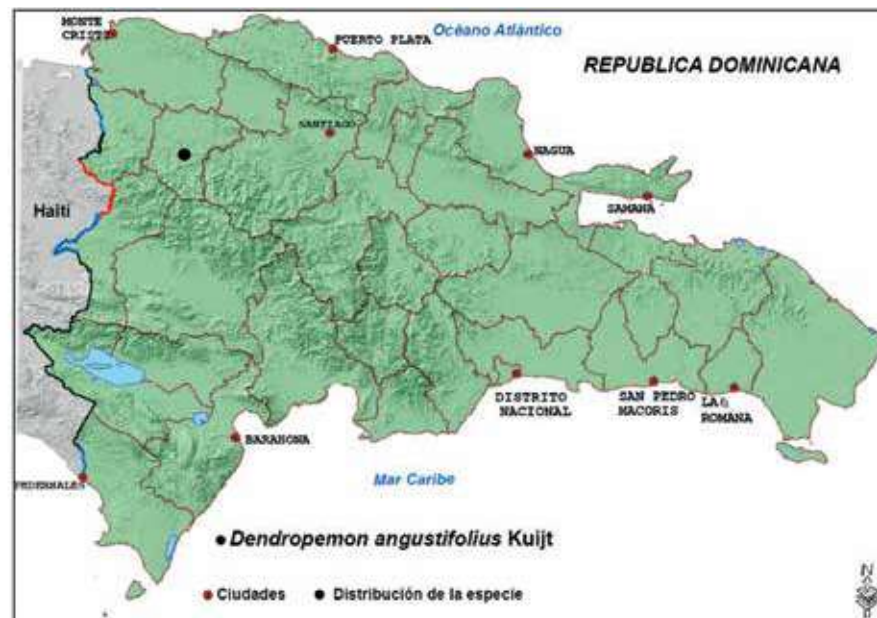 MONTE
CRISTI
PUERTO PLATA
Océano Atlántico
REPUBLICA DOMINICANA
SANTIAGO
NAGUA
SAMANA
Haití
DISTRITO
NACIONAL
SAN PEDRO
MACORIS
LA
ROMANA
BARAHONA
PEDERNALES
Mar Caribe
Dendropemon angustifolius Kuijt
Ciudades
Distribución de la especie
N